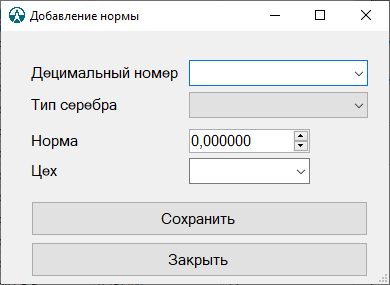 Добавление нормы
Децимальный номер
Тип серебра
Норма 0,000000
Цех
Сохранить
Закрыть